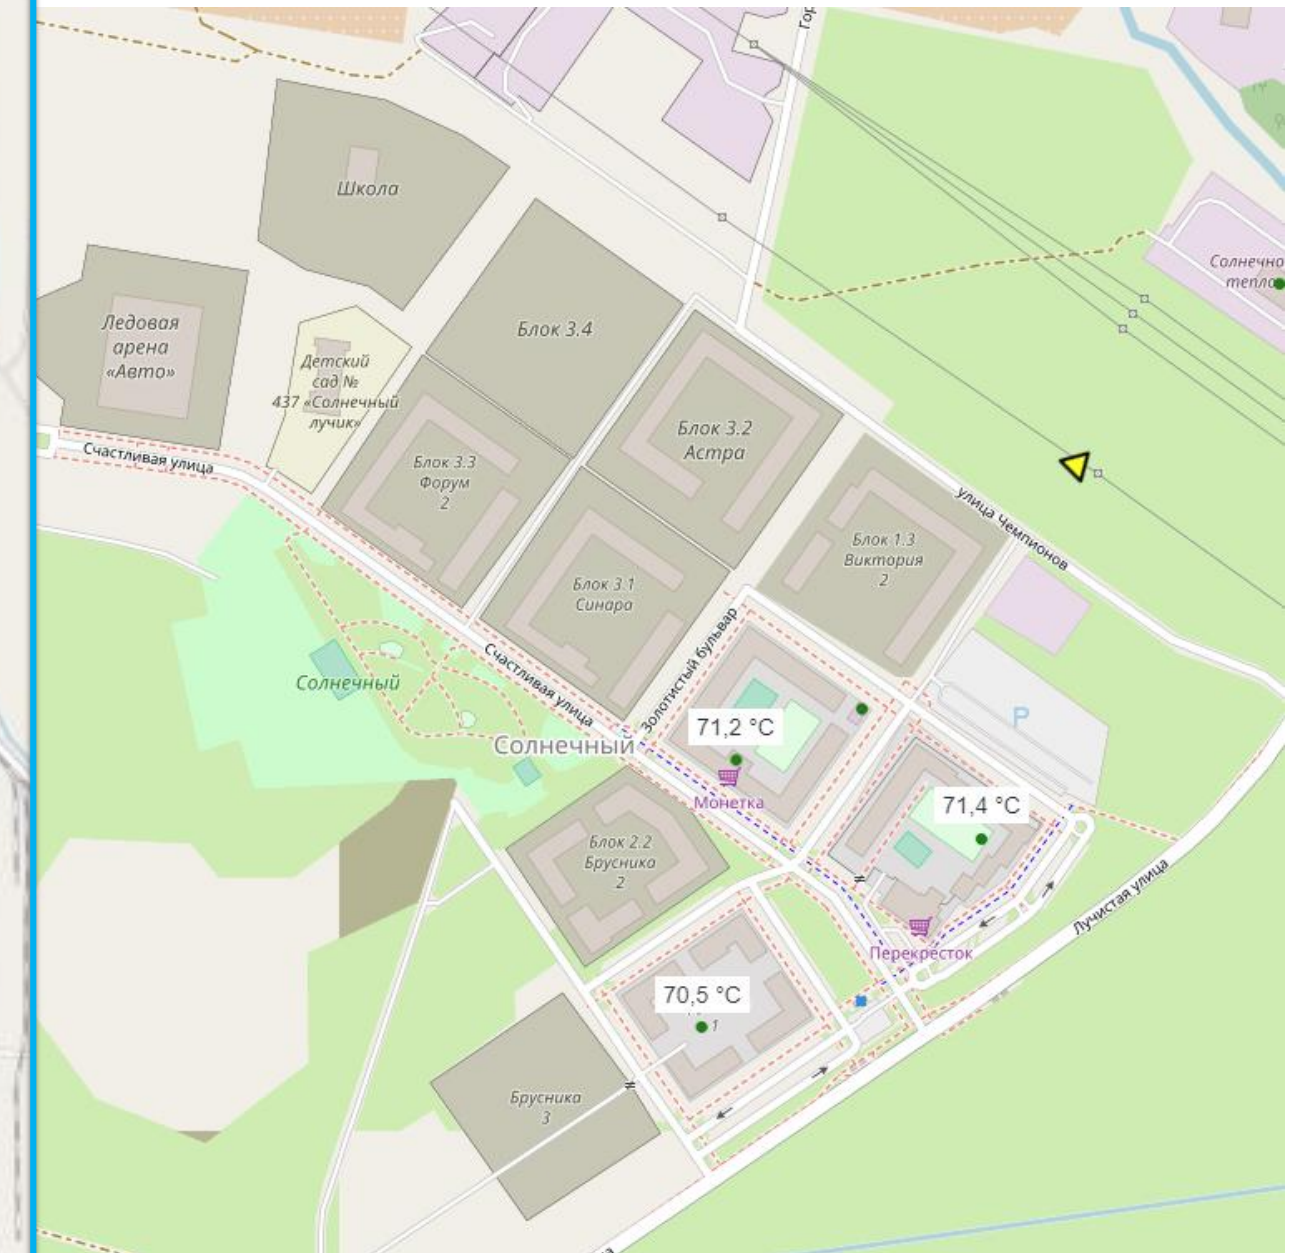 Гор
Школа
Солнечно
тепло
Ледовая
арена
«Авто»
Блок 3.4
Детский
сад №
437 «Солнечный
лучик»
Блок 3.2
Астра
Счастливая улица
Блок 3.3
Форум
2
улица Чемпионов
Блок 1.3
Виктория
2
Блок 3.1
Синара
Золотистый бульвар
Счастливая улица
Солнечный
Солнечный
P
71,2 °C
Монетка
71,4 °C
Блок 2.2
Брусника
2
Лучистая улица
Перекресток
70,5 °C
1
Брусника
3
на